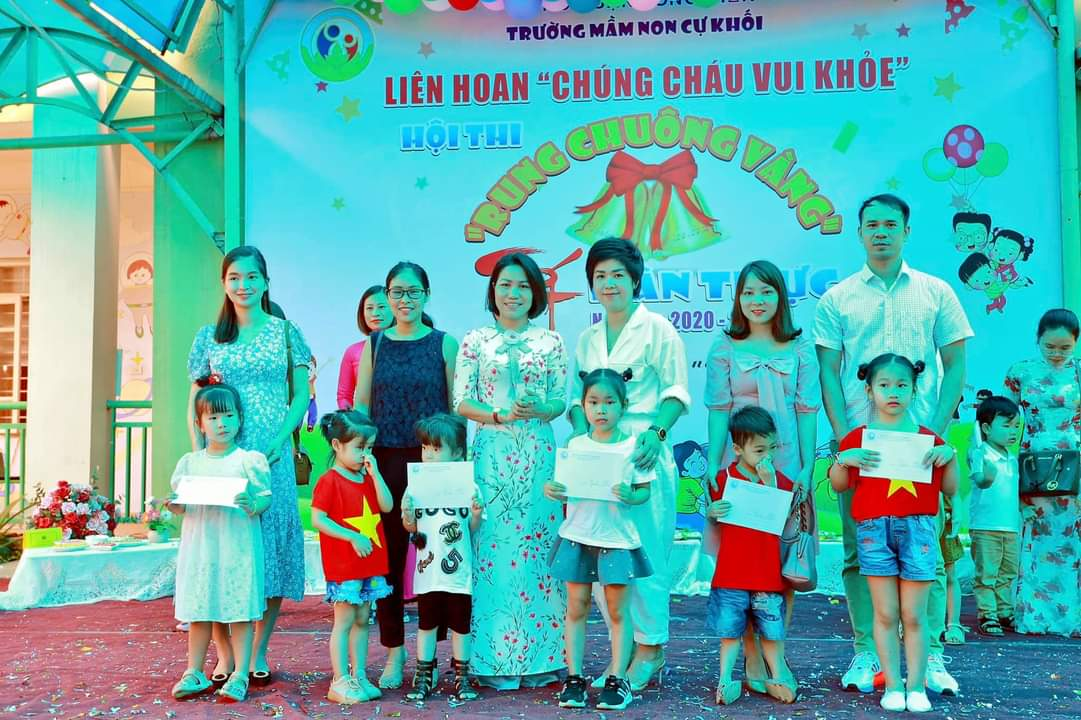 TRƯỜNG MẦM NON CỰ KHỐI
LIÊN HOAN "CHÚNG CHÁU VUI KHỎE"
HỘI THI
"RUNG CHUÔNG VÀNG"
2020 -